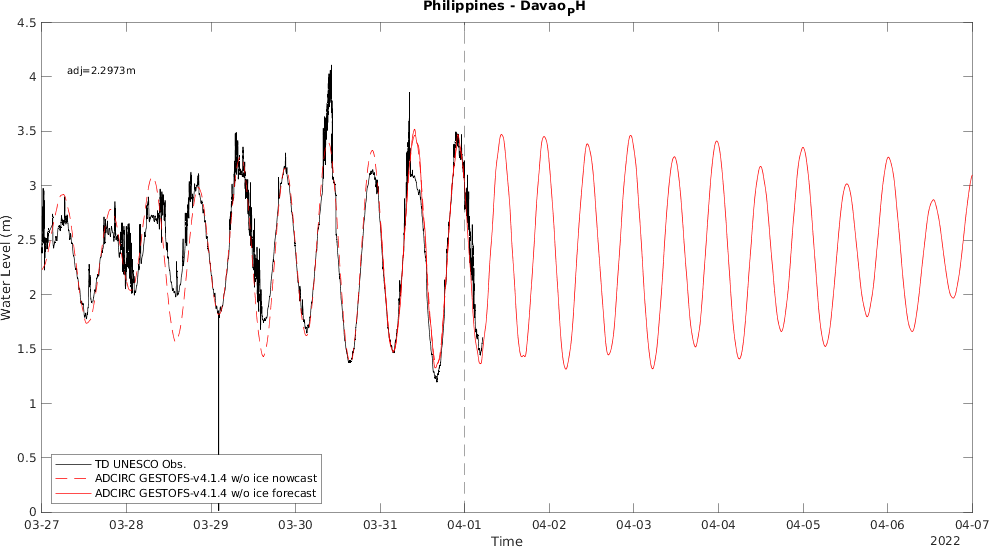 Philippines - DavaoPH
adj=2.2973m
4.5
4
3.5
3
2.5
2
1.5
1
0.5
0
Water Level (m)
TD UNESCO Obs.
ADCIRC GESTOFS-v4.1.4 w/o ice nowcast
ADCIRC GESTOFS-v4.1.4 w/o ice forecast
03-27 03-28 03-29 03-30 03-31 04-01 04-02 04-03 04-04 04-05 04-06 04-07
Time
2022